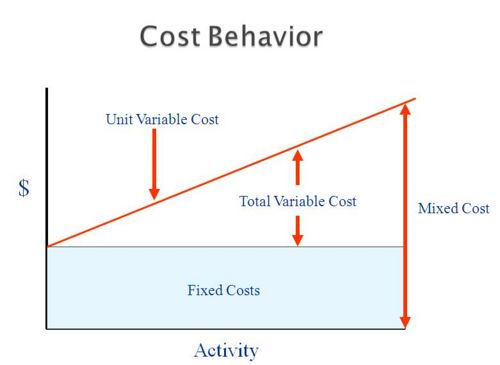 Cost Behavior
Unit Variable Cost
$
Total Variable Cost
Mixed Cost
Fixed Costs
Activity